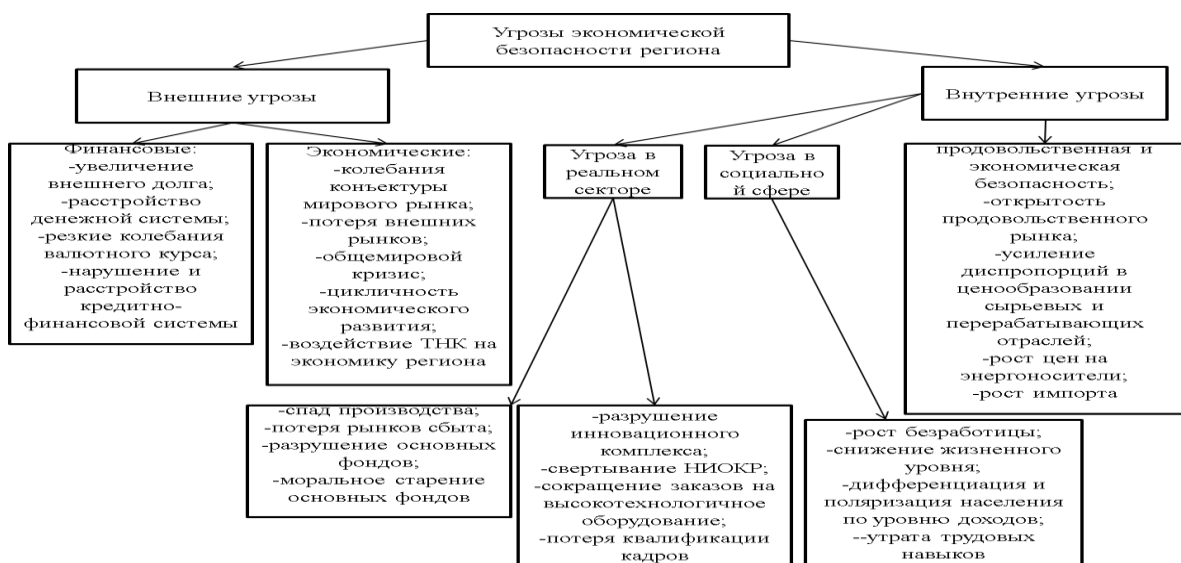 Угрозы экономической
безопасности региона
Внешние угрозы
Внутренние угрозы
Финансовые:
-увеличение
внешнего долга;
-расстройство
денежной системы;
-резкие колебания
валютного курса;
-нарушение и
расстройство
кредитно-
финансовой системы
Экономические:
-колебания
конъектуры
мирового рынка;
-потеря внешних
рынков;
-общемировой
кризис;
-цикличность
экономического
развития;
-воздействие ТНК на
экономику региона
Угроза в
реальном
секторе
Угроза в
социально
й сфере
продовольственная и
экономическая
безопасность;
-открытость
продовольственного
рынка;
-усиление
диспропорций в
ценообразовании
сырьевых и
перерабатывающих
отраслей;
-рост цен на
энергоносители;
-рост импорта
-спад производства;
-потеря рынков сбыта;
-разрушение основных
фондов;
-моральное старение
основных фондов
-разрушение
инновационного
комплекса;
-свертывание НИОКР;
-сокращение заказов на
высокотехнологичное
оборудование;
-потеря квалификации
кадров
-рост безработицы;
-снижение жизненного
уровня;
-дифференциация и
поляризация населения
по уровню доходов;
--утрата трудовых
навыков